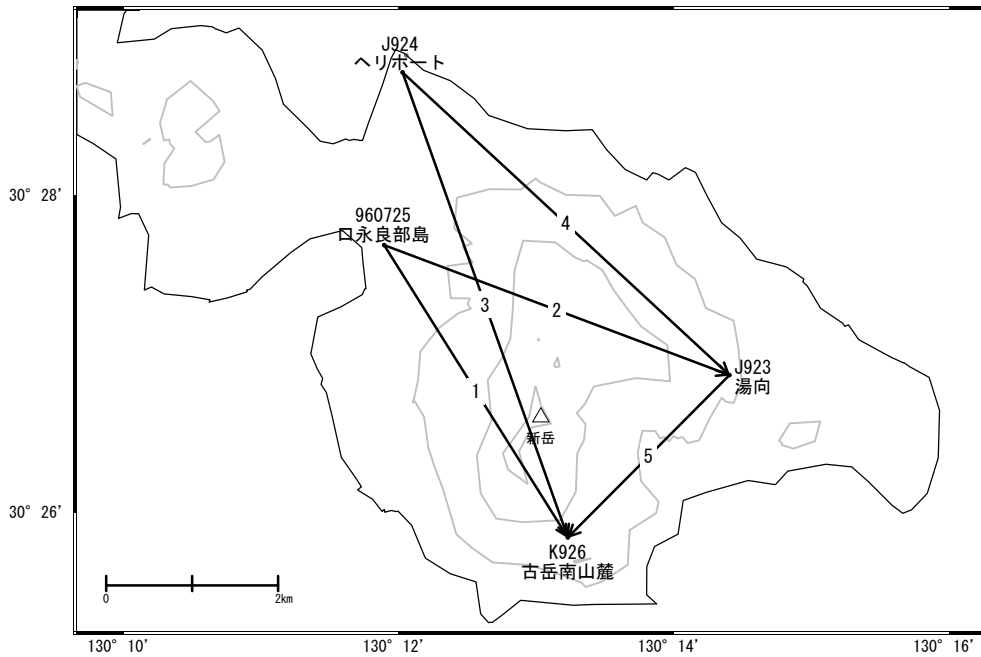 J924
ヘリポート
30° 28'
960725
口永良部島
4
3
2
J923
湯向
1
新岳
5
30° 26'
K926
古岳南山麓
0
2km
130° 10'
130° 12'
130° 14'
130° 16'